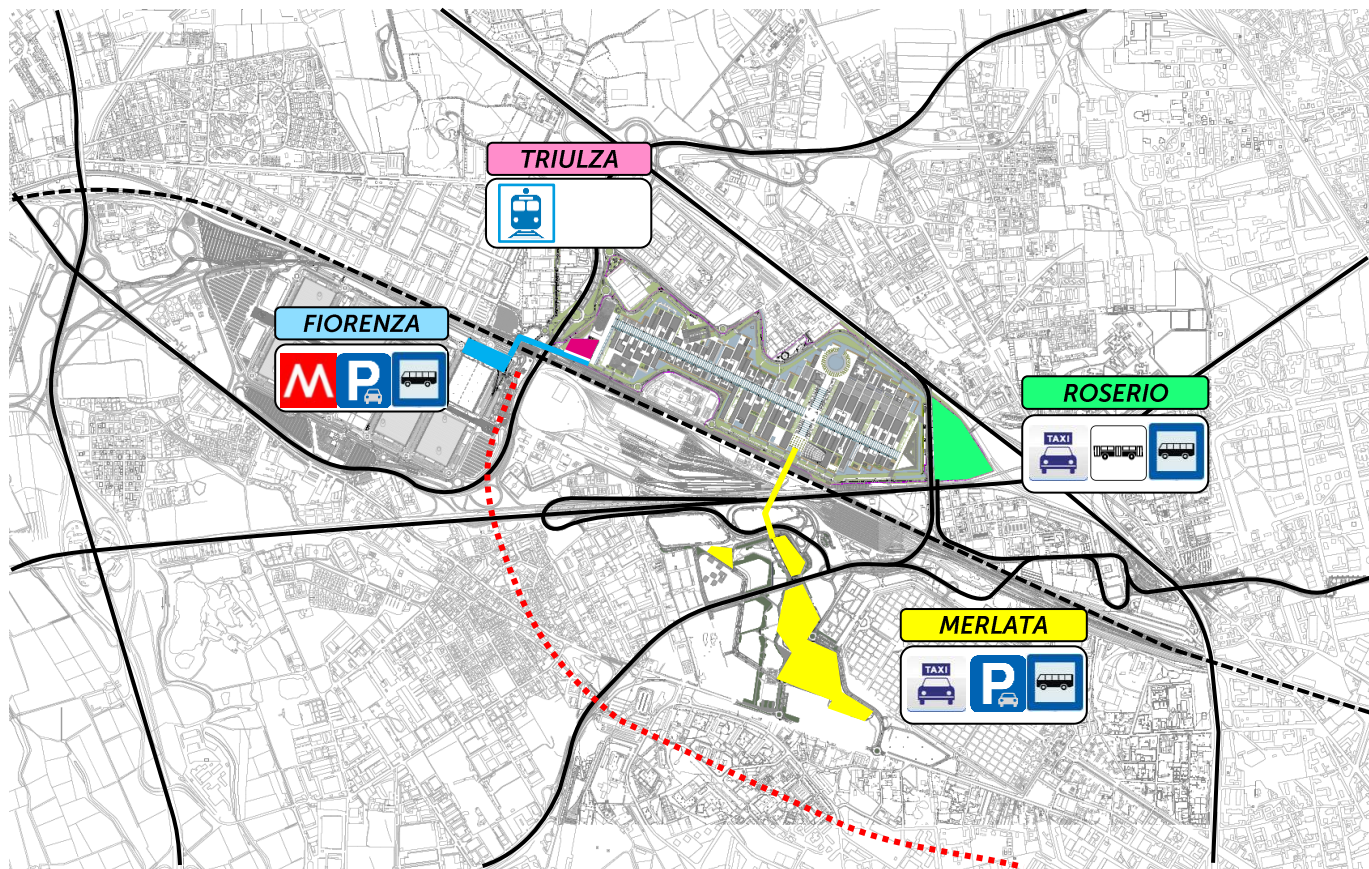 TRIULZA
FIORENZA
M
P
ROSERIO
TAXI
MERLATA
TAXI
P